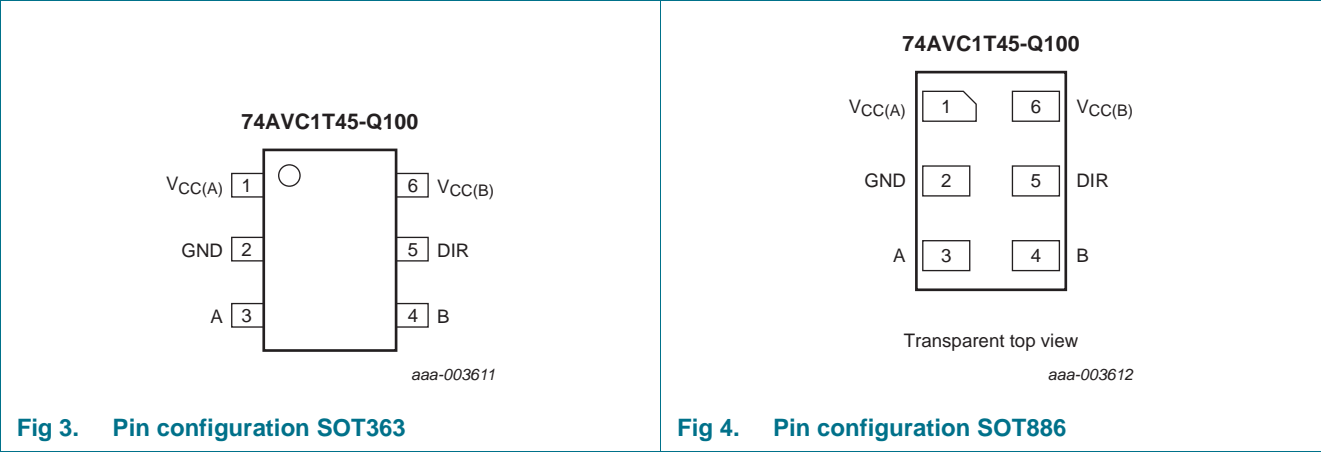 74AVC1T45-Q100
VCC(A) 1 6 VCC(B)
GND 2 5 DIR
A 3 4 B
aaa-003611
Fig 3. Pin configuration SOT363
74AVC1T45-Q100
VCC(A) 1 6 VCC(B)
GND 2 5 DIR
A 3 4 B
Transparent top view
aaa-003612
Fig 4. Pin configuration SOT886